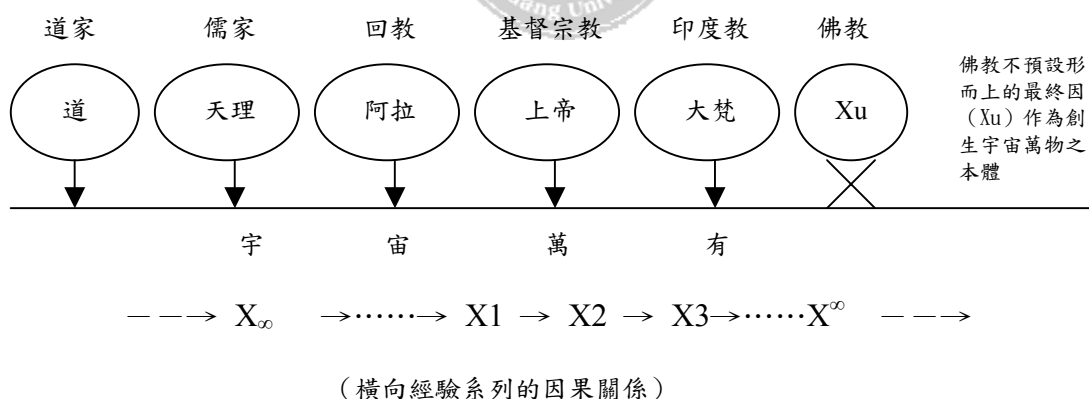 ang Univ
道家 儒家 回教 基督宗教 印度教 佛教
道 天理 阿拉 上帝 大梵 Xu
佛教不預設形
而上的最終因
（Xu）作為創
生宇宙萬物之
本體
宇 宙 萬 有
－－→ X∞ →……→ X1 → X2 → X3→……X^∞ －－→
（橫向經驗系列的因果關係）